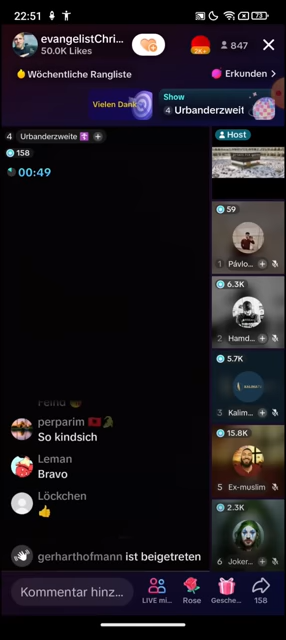 22:51
73
evangelistChri...
50.0K Likes
2K+
847
Wöchentliche Rangliste
Erkunden >
Vielen Dank
Show
4 Urbanderzweit
4 Urbanderzweite ✝️ +
Host
158
00:49
59
1 Pávlo...
6.3K
2 Hamd...
5.7K
3 Kalim...
15.8K
5 Ex-muslim
2.3K
6 Joker...
Feind
perparim 🇦🇱🐊
So kindsich
Leman
Bravo
Löckchen
👍
gerharthofmann ist beigetreten
Kommentar hinz...
LIVE mi...
Rose
Gesche...
158